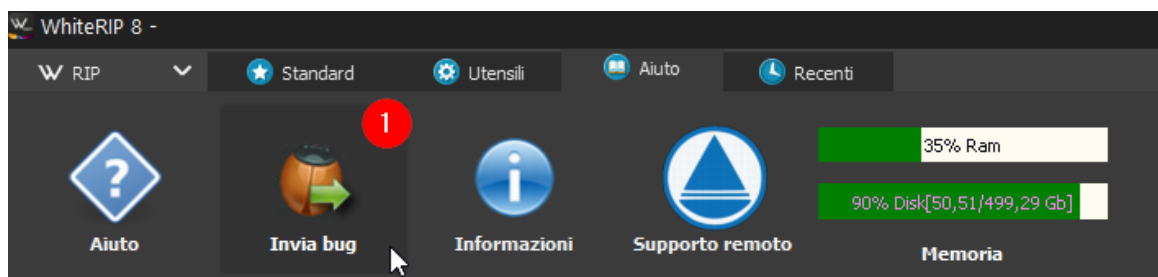 WhiteRIP 8 -
RIP Standard Utensili Aiuto Recenti
1
35% Ram
90% Disk[50,51/499,29 Gb]
Aiuto Invia bug Informazioni Supporto remoto Memoria